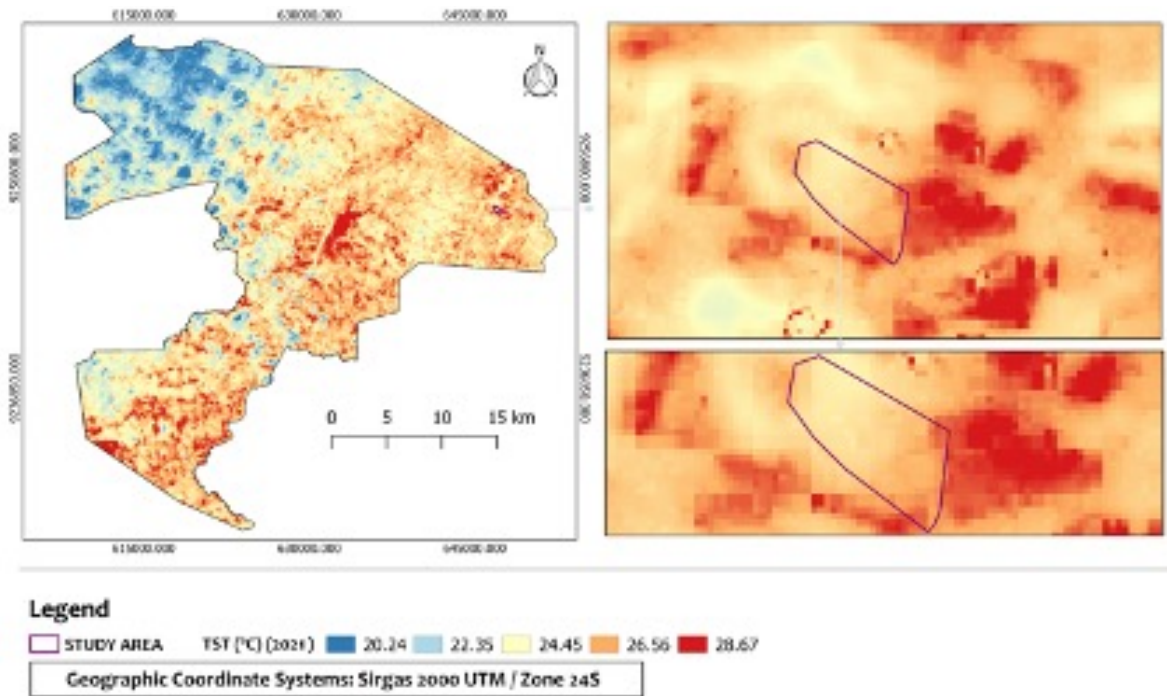 615000.000 630000.000 645000.000
N
0 5 10 15 km
615000.000 630000.000 645000.000
Legend
STUDY AREA TST (°C) (2021) 20.24 22.35 24.45 26.56 28.67
Geographic Coordinate Systems: Sirgas 2000 UTM / Zone 24S